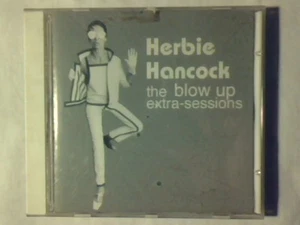 Herbie
Hancock
the blow up
extra-sessions